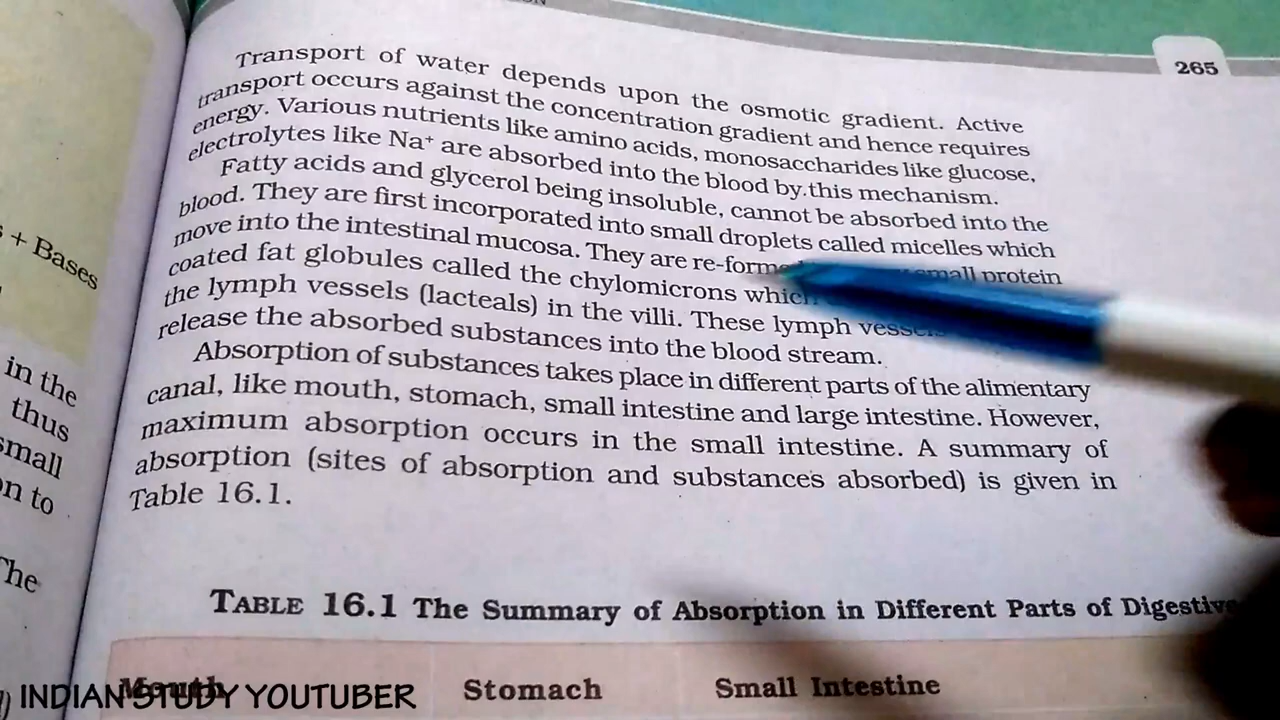 265
Transport of water depends upon the osmotic gradient. Active
transport occurs against the concentration gradient and hence requires
energy. Various nutrients like amino acids, monosaccharides like glucose,
electrolytes like Na⁺ are absorbed into the blood by this mechanism.
Fatty acids and glycerol being insoluble, cannot be absorbed into the
blood. They are first incorporated into small droplets called micelles which
move into the intestinal mucosa. They are small protein
coated fat globules called the chylomicrons which
the lymph vessels (lacteals) in the villi. These lymph
release the absorbed substances into the blood stream.
Absorption of substances takes place in different parts of the alimentary
canal, like mouth, stomach, small intestine and large intestine. However,
maximum absorption occurs in the small intestine. A summary of
absorption (sites of absorption and substances absorbed) is given in
Table 16.1.
TABLE 16.1 The Summary of Absorption in Different Parts of
Mouth Stomach Small Intestine
+ Bases
in the
thus
small
on to
The
INDIAN STUDY YOUTUBER